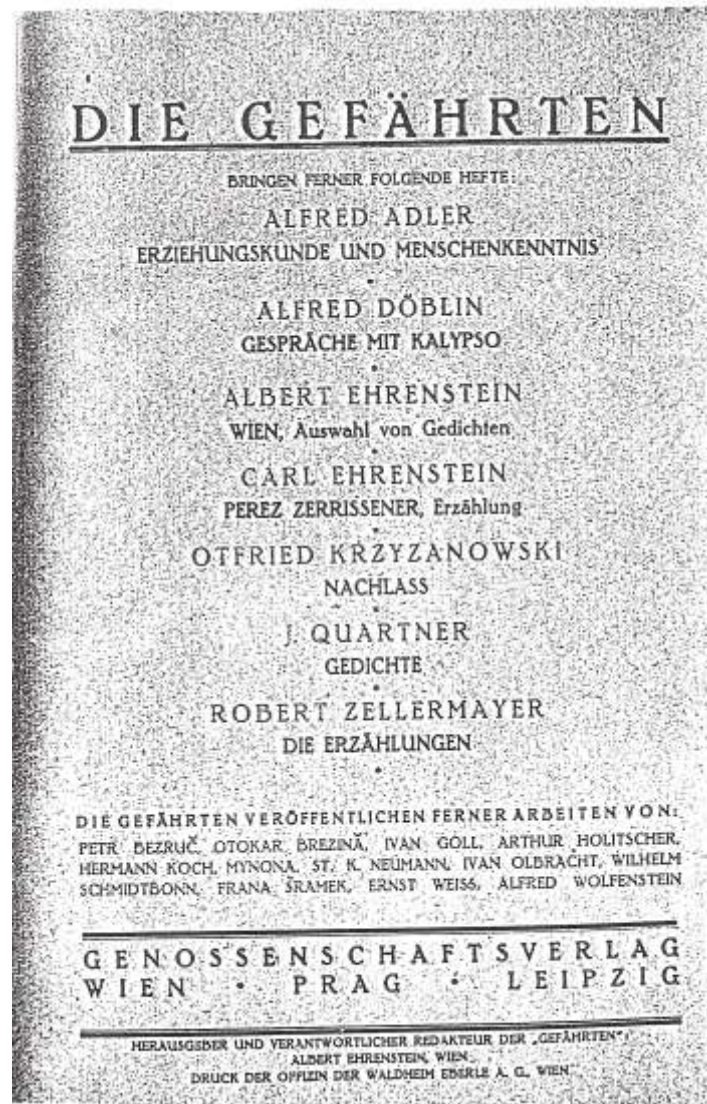 DIE GEFÄHRTEN
BRINGEN FERNER FOLGENDE HEFTE:
ALFRED ADLER
ERZIEHUNGSKUNDE UND MENSCHENKENNTNIS
•
ALFRED DÖBLIN
GESPRÄCHE MIT KALYPSO
•
ALBERT EHRENSTEIN
WIEN, Auswahl von Gedichten
•
CARL EHRENSTEIN
PEREZ ZERRISSENER, Erzählung
•
OTFRIED KRZYZANOWSKI
NACHLASS
•
J. QUARTNER
GEDICHTE
•
ROBERT ZELLERMAYER
DIE ERZÄHLUNGEN
•
DIE GEFÄHRTEN VERÖFFENTLICHEN FERNER ARBEITEN VON:
PETR BEZRUČ, OTOKAR BREZINA, IVAN GOLL, ARTHUR HOLITSCHER,
HERMANN KOCH, MYNONA, ST. K. NEUMANN, IVAN OLBRACHT, WILHELM
SCHMIDTBONN, FRANA ŠRAMEK, ERNST WEISS, ALFRED WOLFENSTEIN
GENOSSENSCHAFTSVERLAG
WIEN • PRAG • LEIPZIG
HERAUSGEBER UND VERANTWORTLICHER REDAKTEUR DER „GEFÄHRTEN":
ALBERT EHRENSTEIN, WIEN
DRUCK DER OFFIZIN DER WALDHEIM EBERLE A. G., WIEN